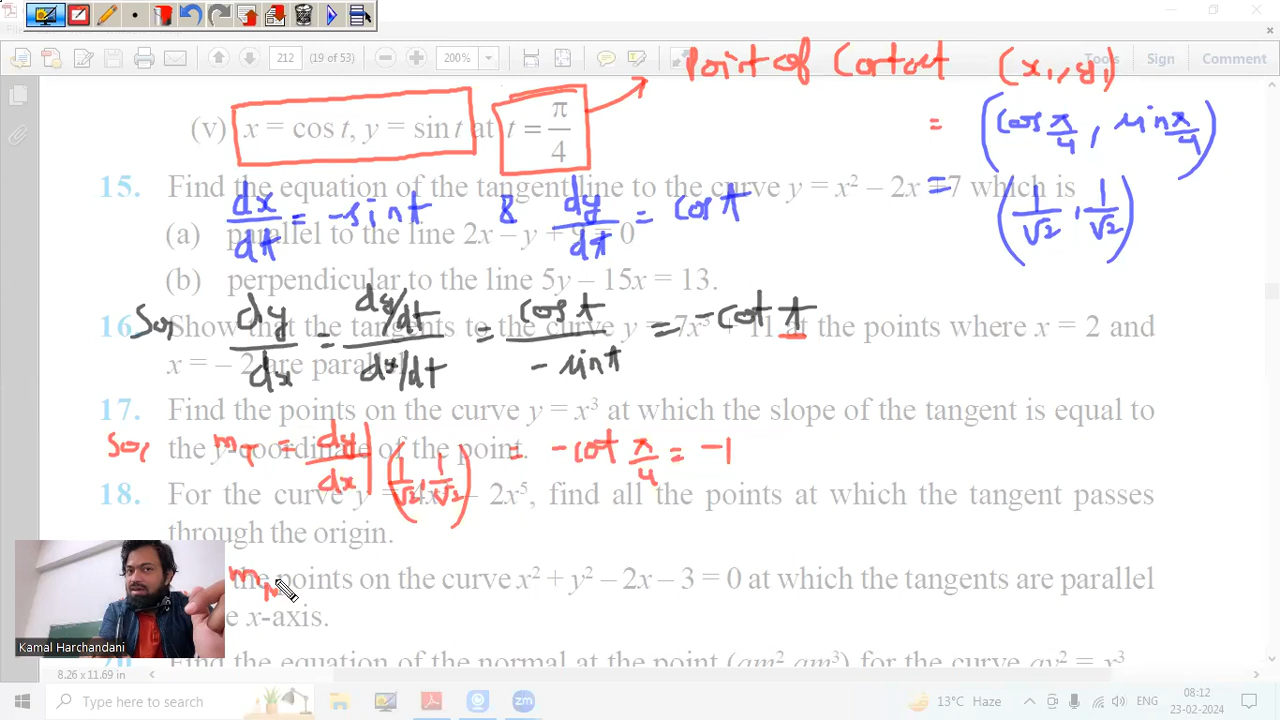 212 (19 of 53) 200% Tools Sign Comment
Point of Contact (x₁, y₁)
(v) x = cos t, y = sin t at t = π/4
= (cos π/4, sin π/4)
15. Find the equation of the tangent line to the curve y = x² – 2x + 7 which is
= (1/√2, 1/√2)
dx/dt = -sin t & dy/dt = cos t
(a) parallel to the line 2x – y + 9 = 0
(b) perpendicular to the line 5y – 15x = 13.
So, dy/dx = dy/dt / dx/dt = cos t / - sin t = - cot t
16. Show that the tangents to the curve y = 7x³ + 11 at the points where x = 2 and
x = – 2 are parallel.
17. Find the points on the curve y = x³ at which the slope of the tangent is equal to
the y-coordinate of the point.
So, m_T = dy/dx | (1/√2, 1/√2) = -cot π/4 = -1
18. For the curve y = 4x – 2x⁵, find all the points at which the tangent passes
through the origin.
m_N
the points on the curve x² + y² – 2x – 3 = 0 at which the tangents are parallel
x-axis.
Kamal Harchandani
20. Find the equation of the normal at the point (am², am³) for the curve ay² = x³
8.26 x 11.69 in
Type here to search
zm
13°C Haze
ENG
08:12
23-02-2024